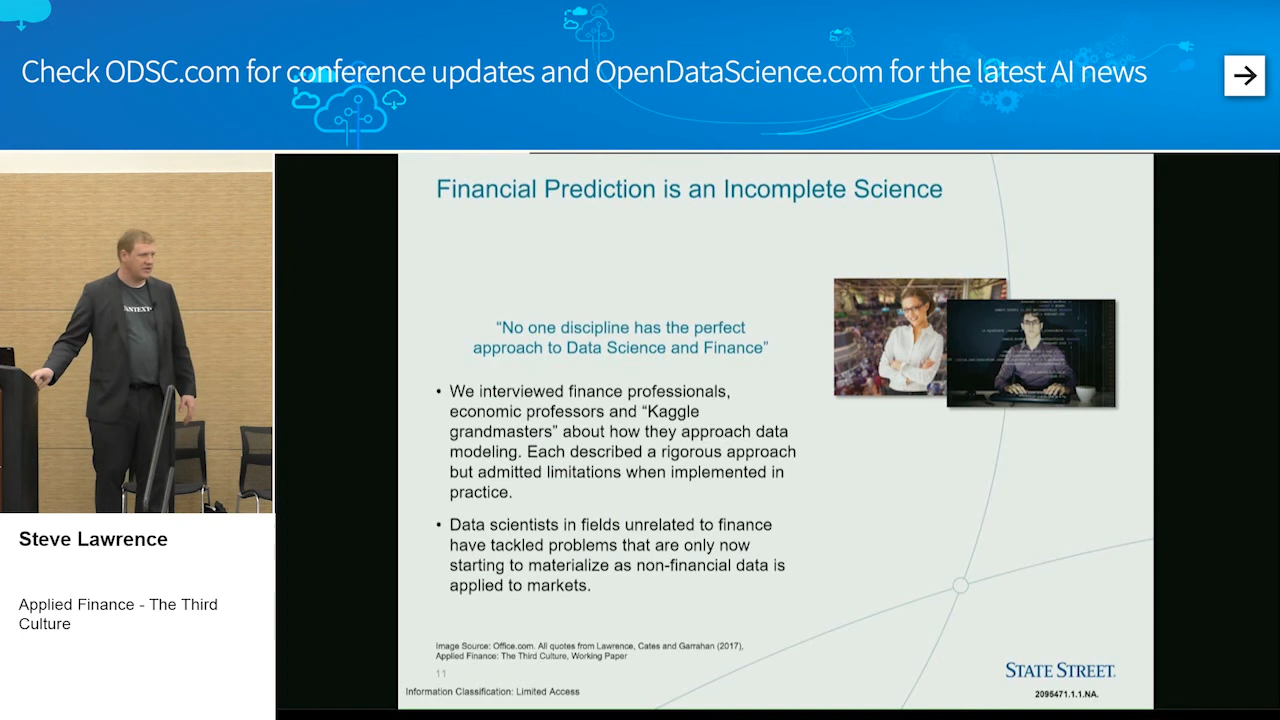 Check ODSC.com for conference updates and OpenDataScience.com for the latest AI news
Financial Prediction is an Incomplete Science
“No one discipline has the perfect
approach to Data Science and Finance”
• We interviewed finance professionals,
economic professors and “Kaggle
grandmasters” about how they approach data
modeling. Each described a rigorous approach
but admitted limitations when implemented in
practice.
• Data scientists in fields unrelated to finance
have tackled problems that are only now
starting to materialize as non-financial data is
applied to markets.
Image Source: Office.com. All quotes from Lawrence, Cates and Garrahan (2017),
Applied Finance: The Third Culture, Working Paper
11
Information Classification: Limited Access
STATE STREET.
2095471.1.1.NA.
Steve Lawrence
Applied Finance - The Third
Culture